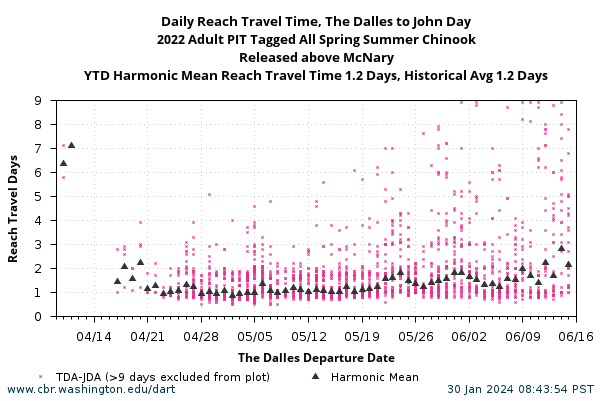 Daily Reach Travel Time, The Dalles to John Day
2022 Adult PIT Tagged All Spring Summer Chinook
Released above McNary
YTD Harmonic Mean Reach Travel Time 1.2 Days, Historical Avg 1.2 Days
Reach Travel Days
9
8
7
6
5
4
3
2
1
0
04/14 04/21 04/28 05/05 05/12 05/19 05/26 06/02 06/09 06/16
The Dalles Departure Date
TDA-JDA (>9 days excluded from plot) Harmonic Mean
www.cbr.washington.edu/dart 30 Jan 2024 08:43:54 PST